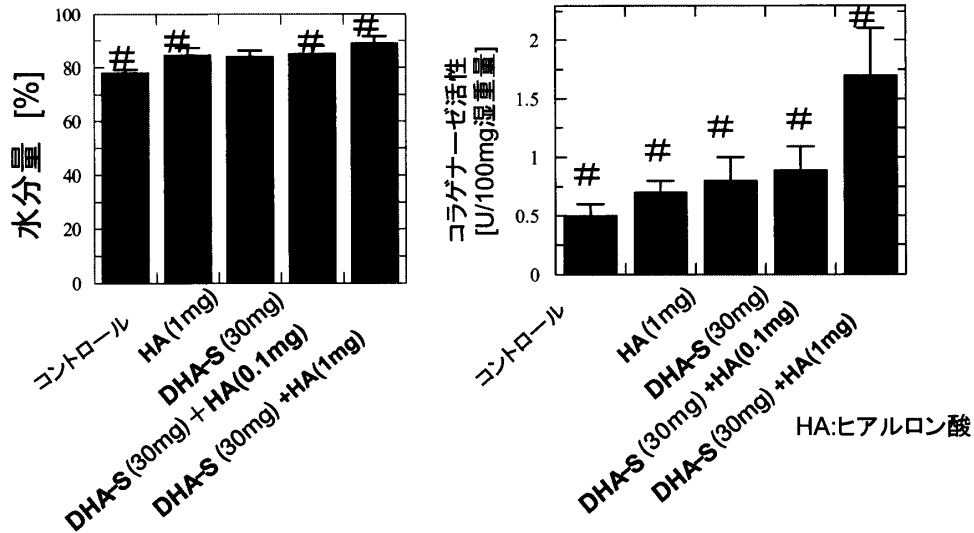 水分量 [%]
100
80
60
40
20
0
# # # #
コントロール
HA(1mg)
DHA-S(30mg)
DHA-S(30mg)+HA(0.1mg)
DHA-S(30mg)+HA(1mg)
コラゲナーゼ活性
[U/100mg湿重量]
2
1.5
1
0.5
0
# # # # #
コントロール
HA(1mg)
DHA-S(30mg)
DHA-S(30mg)+HA(0.1mg)
DHA-S(30mg)+HA(1mg)
HA:ヒアルロン酸